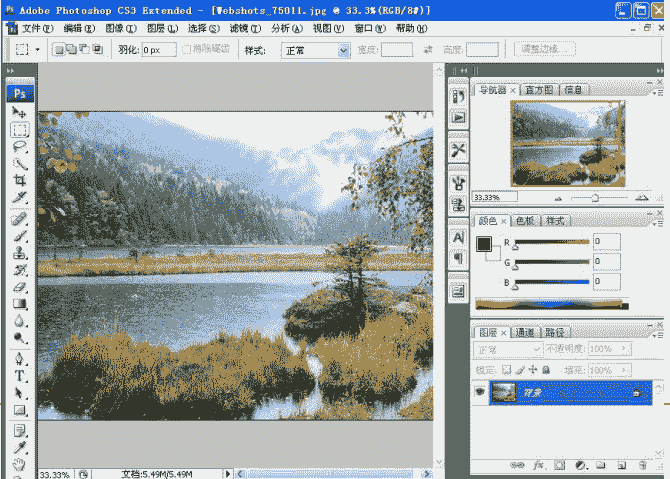 Adobe Photoshop CS3 Extended - [Webshots_75011.jpg @ 33.3%(RGB/8#)]
文件(F) 编辑(E) 图像(I) 图层(L) 选择(S) 滤镜(T) 分析(A) 视图(V) 窗口(W) 帮助(H)
羽化: 0 px 消除锯齿 样式: 正常 宽度: 高度: 调整边缘...
Ps
导航器 × 直方图 信息
33.33%
颜色 × 色板 样式
R 0
G 0
B 0
图层 × 通道 路径
正常 不透明度: 100%
锁定: 填充: 100%
背景
33.33% 文档:5.49M/5.49M